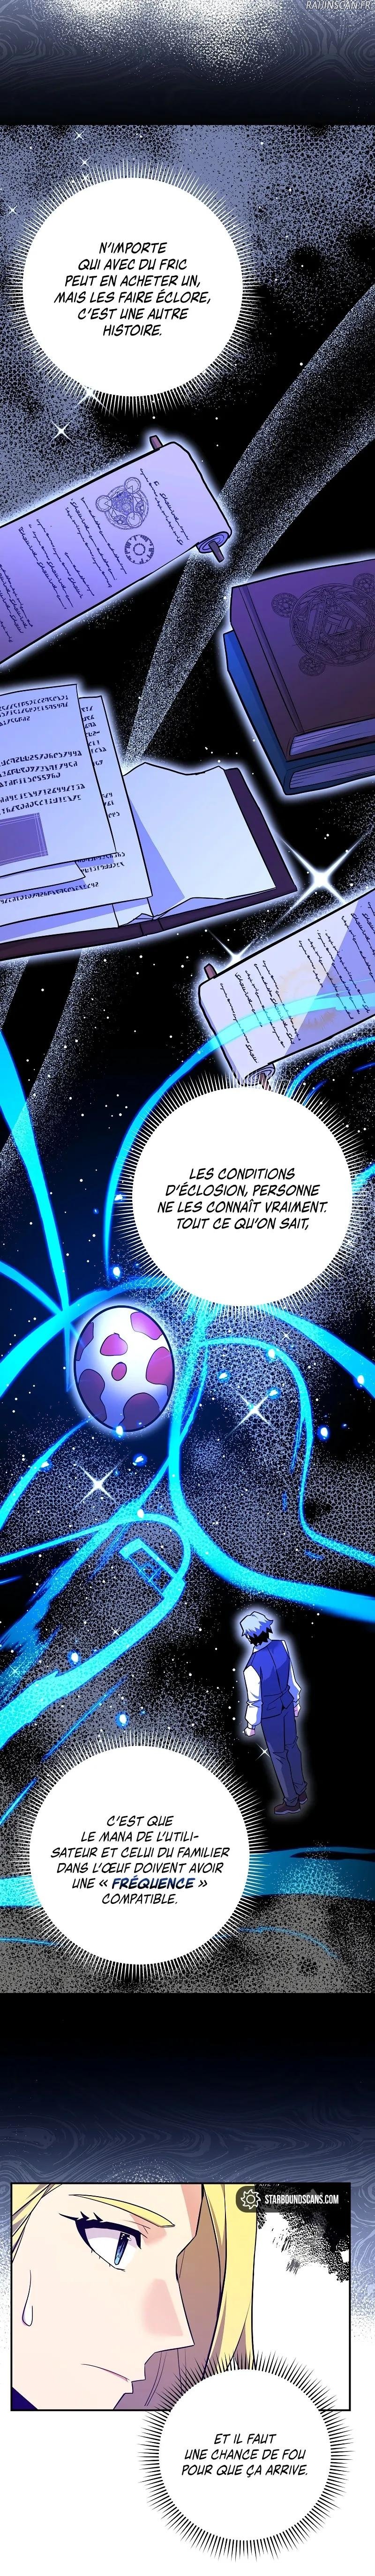 RAIJINSCAN.FR
N'IMPORTE
QUI AVEC DU FRIC
PEUT EN ACHETER UN,
MAIS LES FAIRE ÉCLORE,
C'EST UNE AUTRE
HISTOIRE.
LES CONDITIONS
D'ÉCLOSION, PERSONNE
NE LES CONNAÎT VRAIMENT.
TOUT CE QU'ON SAIT,
C'EST QUE
LE MANA DE L'UTILI-
SATEUR ET CELUI DU FAMILIER
DANS L'ŒUF DOIVENT AVOIR
UNE « FRÉQUENCE »
COMPATIBLE.
STARBOUNDSCANS.COM
ET IL FAUT
UNE CHANCE DE FOU
POUR QUE ÇA ARRIVE.